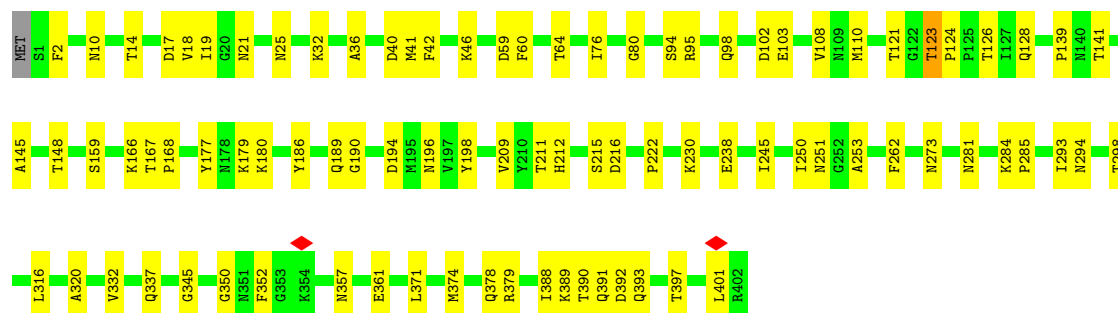 MET S1 F2 N10 T14 D17 V18 I19 G20 N21 N25 K32 A36 D40 M41 F42 K46 D59 F60 T64 I76 G80 S94 R95 Q98 D102 E103 V108 N109 M110 T121 G122 T123 P124 P125 T126 I127 Q128 P139 N140 T141
A145 T148 S159 K166 T167 P168 Y177 N178 K179 K180 Y186 Q189 G190 D194 M195 N196 V197 Y198 V209 Y210 T211 H212 S215 D216 P222 K230 E238 I245 I250 N251 G252 A253 F262 N273 N281 K284 P285 I293 N294 T298
L316 A320 V332 Q337 G345 G350 N351 F352 G353 K354 N357 E361 L371 M374 Q378 R379 I388 K389 T390 Q391 D392 Q393 T397 L401 R402